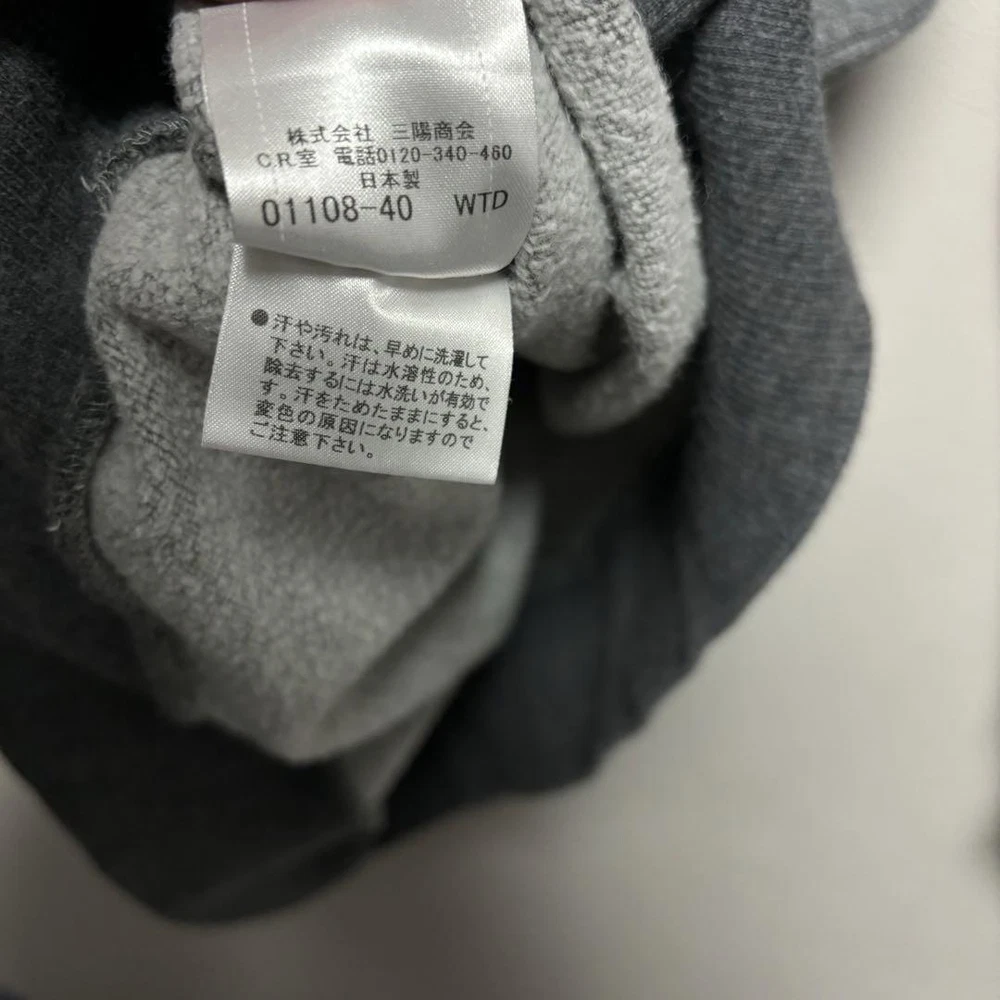 株式会社 三陽商会
CR室 電話0120-340-460
日本製
01108-40 WTD
●汗や汚れは、早めに洗濯して
下さい。汗は水溶性のため、
除去するには水洗いが有効で
す。汗をためたままにすると、
変色の原因になりますので
ご注意下さい。